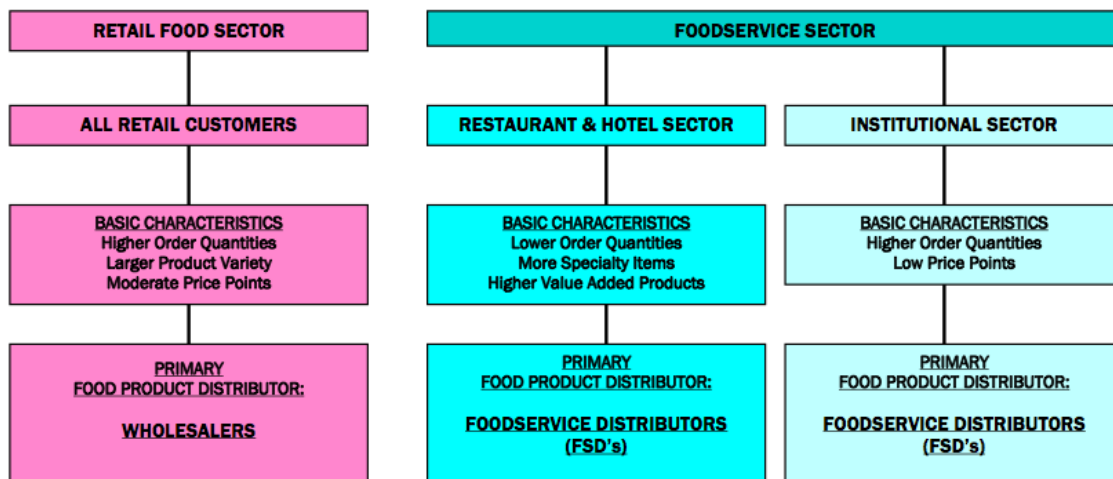 RETAIL FOOD SECTOR
FOODSERVICE SECTOR
ALL RETAIL CUSTOMERS
RESTAURANT & HOTEL SECTOR
INSTITUTIONAL SECTOR
BASIC CHARACTERISTICS
Higher Order Quantities
Larger Product Variety
Moderate Price Points
BASIC CHARACTERISTICS
Lower Order Quantities
More Specialty Items
Higher Value Added Products
BASIC CHARACTERISTICS
Higher Order Quantities
Low Price Points
PRIMARY
FOOD PRODUCT DISTRIBUTOR:
WHOLESALERS
PRIMARY
FOOD PRODUCT DISTRIBUTOR:
FOODSERVICE DISTRIBUTORS
(FSD's)
PRIMARY
FOOD PRODUCT DISTRIBUTOR:
FOODSERVICE DISTRIBUTORS
(FSD's)